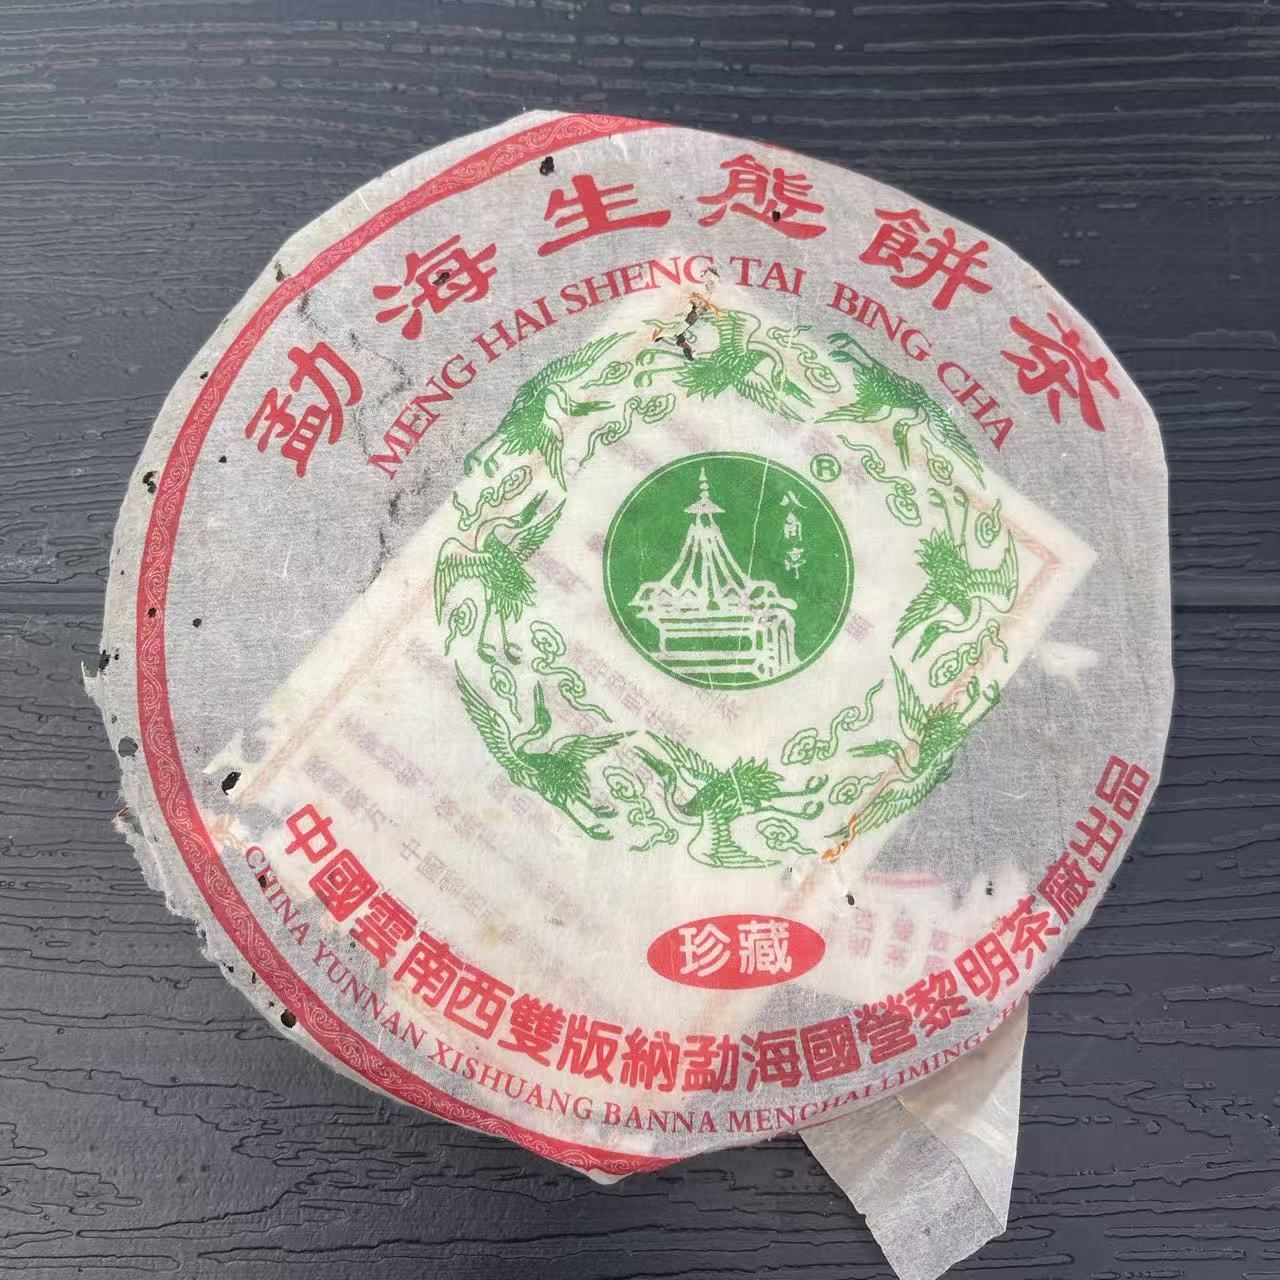 勐海生態餅茶
MENG HAI SHENG TAI BING CHA
®
八角亭
珍藏
中國雲南西雙版納勐海國營黎明茶廠出品
CHINA YUNNAN XISHUANG BANNA MENGHAI LIMING CH